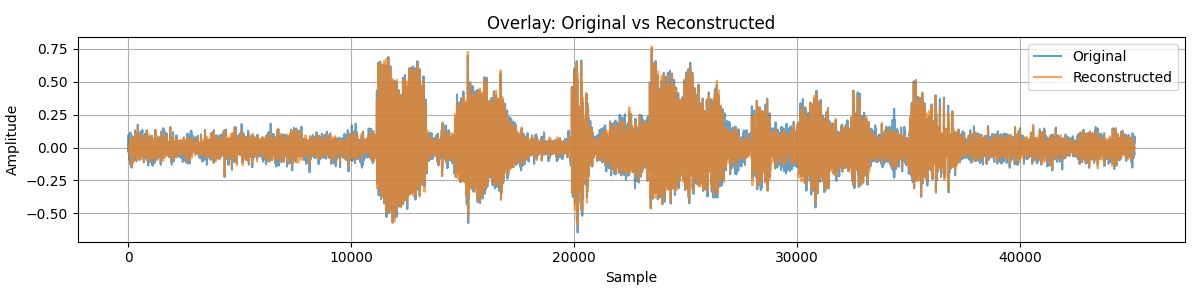 Overlay: Original vs Reconstructed
Amplitude
0.75
0.50
0.25
0.00
−0.25
−0.50
Original
Reconstructed
0 10000 20000 30000 40000
Sample